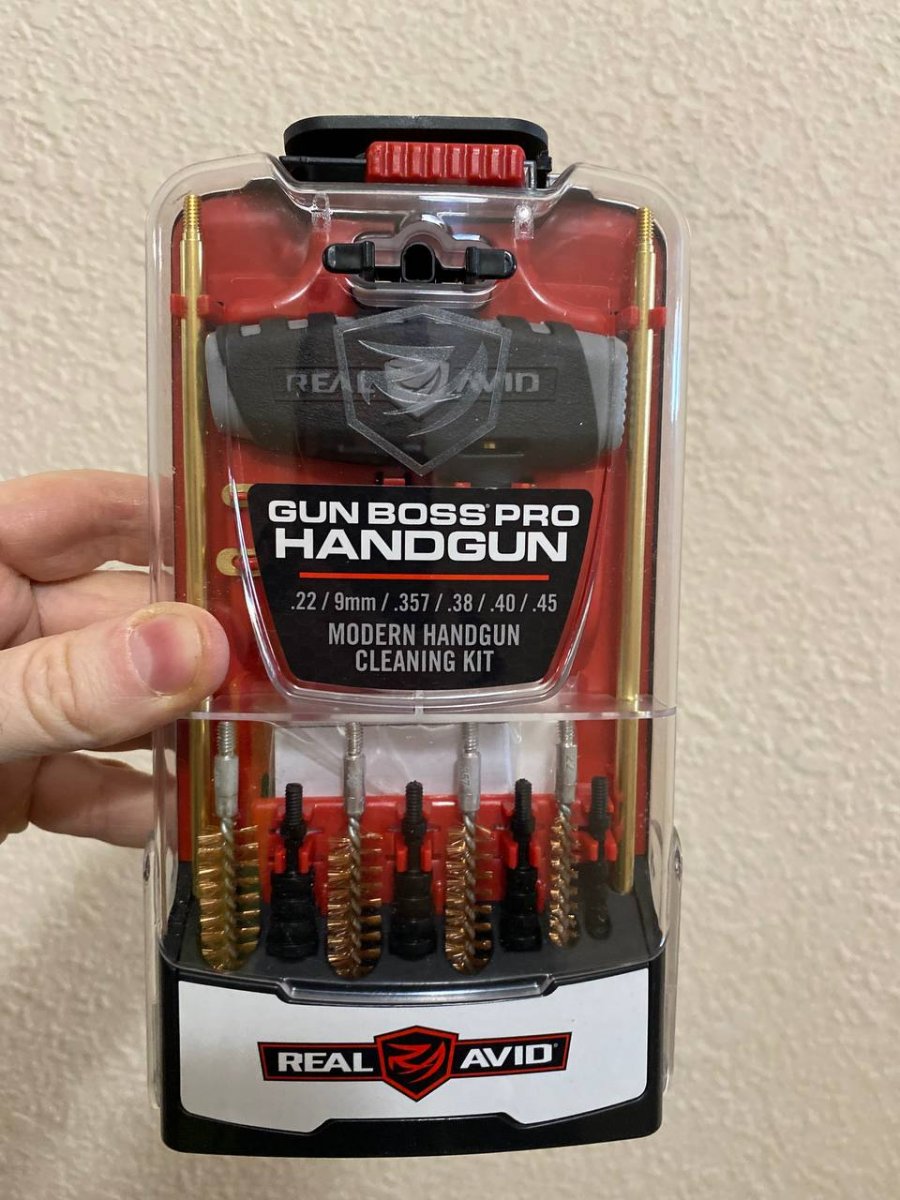 REAL AVID
GUN BOSS® PRO
HANDGUN
.22 / 9mm / .357 / .38 / .40 / .45
MODERN HANDGUN
CLEANING KIT
REAL AVID®